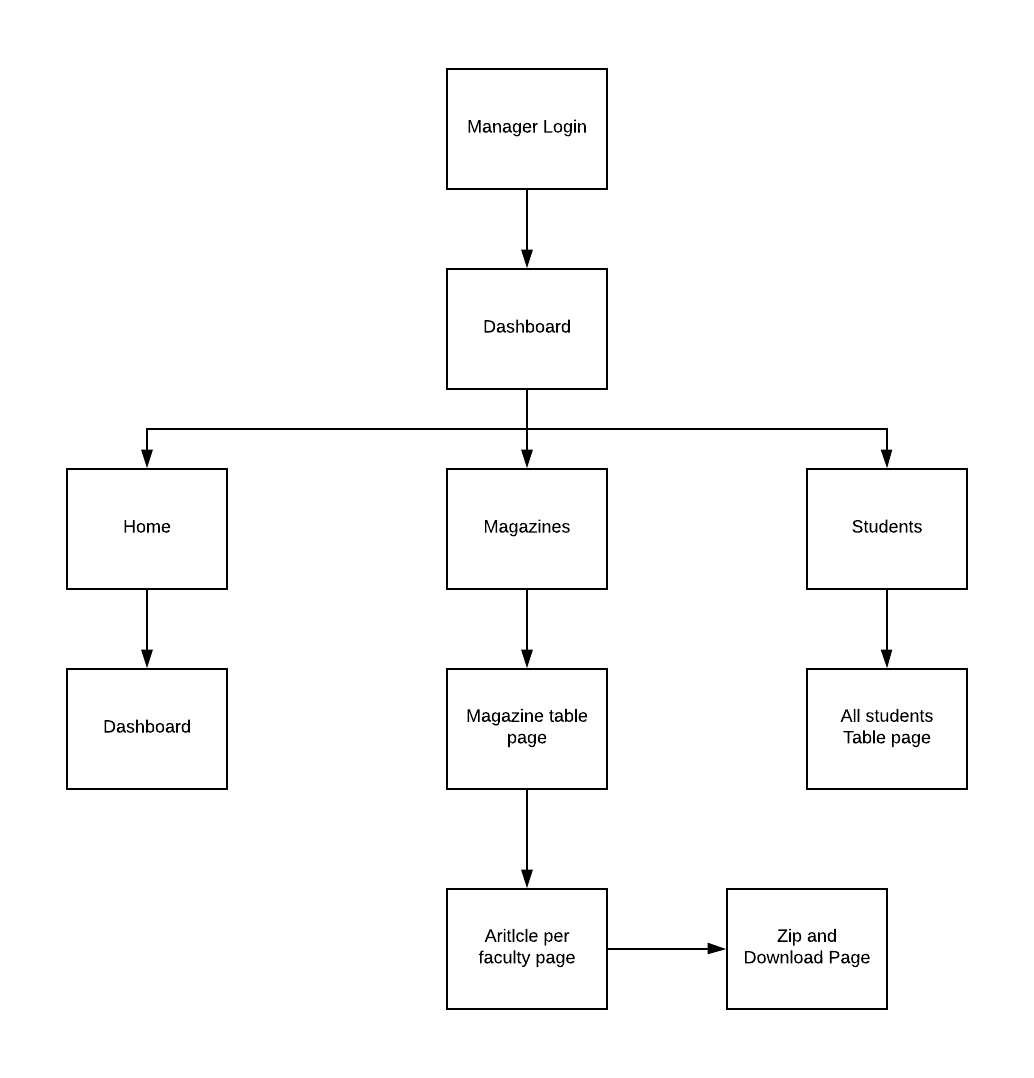 Manager Login
Dashboard
Home
Magazines
Students
Dashboard
Magazine table
page
All students
Table page
Aritlcle per
faculty page
Zip and
Download Page